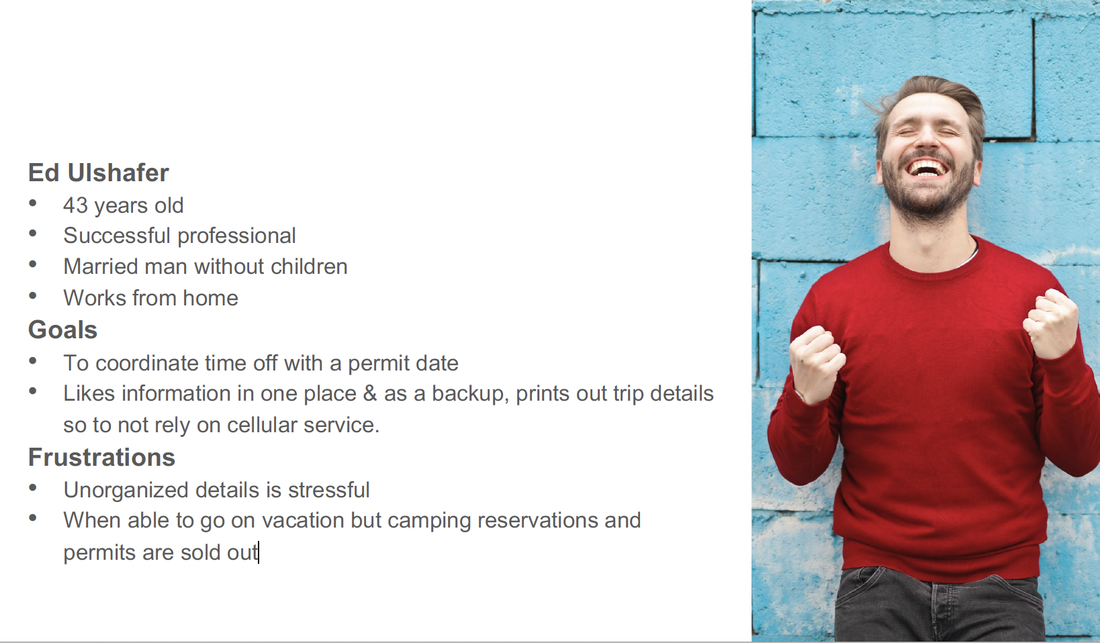 Ed Ulshafer
• 43 years old
• Successful professional
• Married man without children
• Works from home
Goals
• To coordinate time off with a permit date
• Likes information in one place & as a backup, prints out trip details
so to not rely on cellular service.
Frustrations
• Unorganized details is stressful
• When able to go on vacation but camping reservations and
permits are sold out